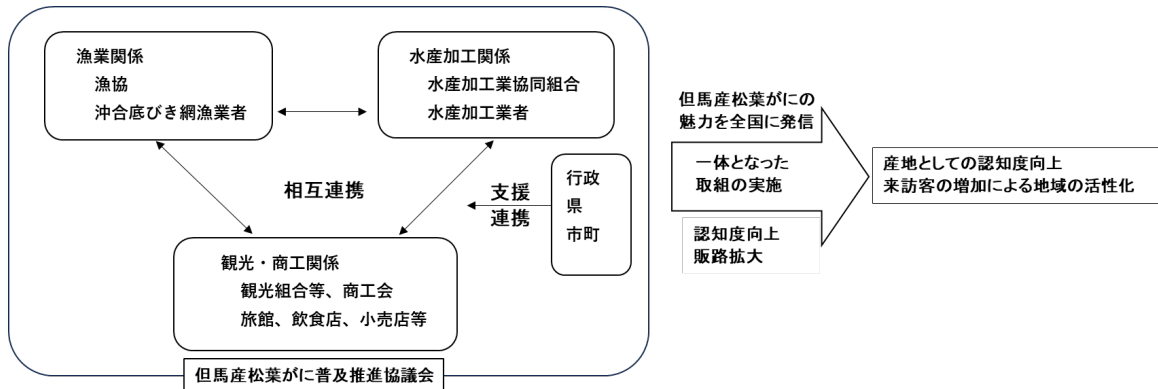 漁業関係
漁協
沖合底びき網漁業者
水産加工関係
水産加工業協同組合
水産加工業者
相互連携
支援
連携
行政
県
市町
観光・商工関係
観光組合等、商工会
旅館、飲食店、小売店等
但馬産松葉がに普及推進協議会
但馬産松葉がにの
魅力を全国に発信
一体となった
取組の実施
認知度向上
販路拡大
産地としての認知度向上
来訪客の増加による地域の活性化